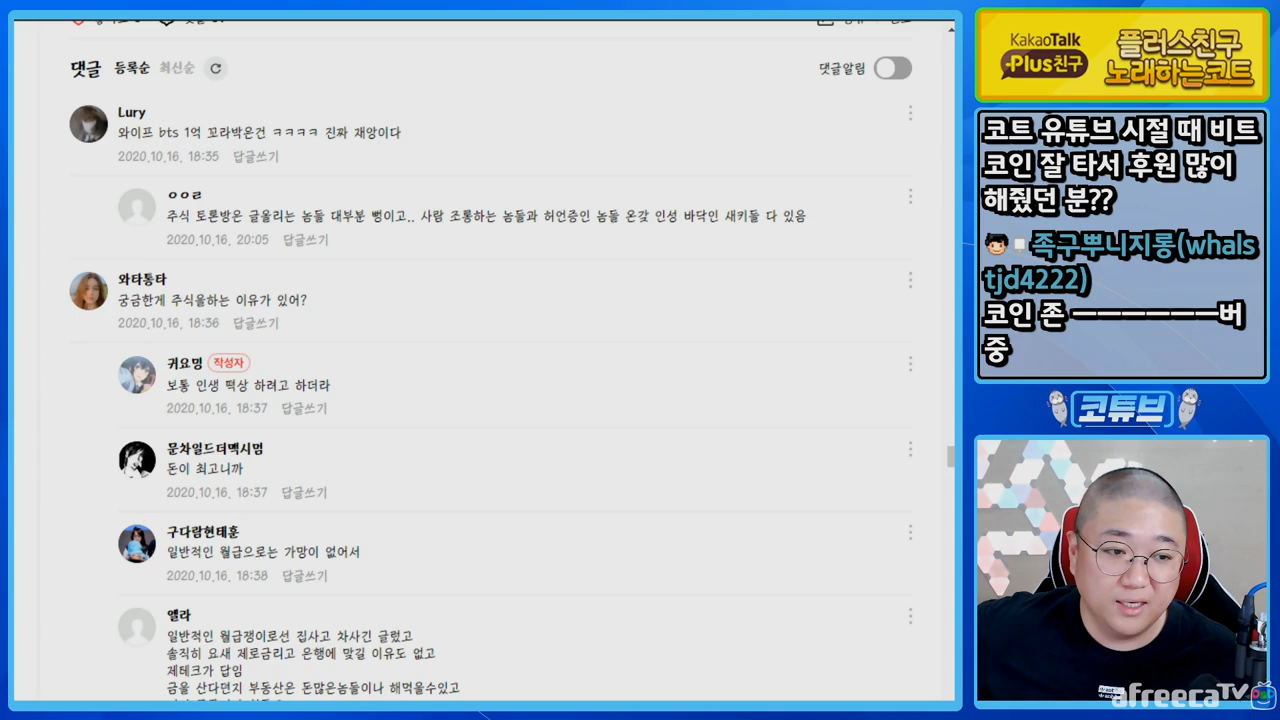 댓글 등록순 최신순
댓글알림
Lury
와이프 bts 1억 꼬라박은건 ㅋㅋㅋㅋ 진짜 재앙이다
2020.10.16. 18:35 답글쓰기
ㅇㅇㄹ
주식 토론방은 글올리는 놈들 대부분 뻥이고.. 사람 조롱하는 놈들과 허언증인 놈들 온갖 인성 바닥인 새키들 다 있음
2020.10.16. 20:05 답글쓰기
와타통타
궁금한게 주식올하는 이유가 있어?
2020.10.16. 18:36 답글쓰기
귀요밍 작성자
보통 인생 떡상 하려고 하더라
2020.10.16. 18:37 답글쓰기
문차일드더맥시멈
돈이 최고니까
2020.10.16. 18:37 답글쓰기
구다람현태훈
일반적인 월급으로는 가망이 없어서
2020.10.16. 18:38 답글쓰기
엘라
일반적인 월급쟁이로선 집사고 차사긴 글렀고
솔직히 요새 제로금리고 은행에 맞길 이유도 없고
제테크가 답임
금을 산다던지 부동산은 돈많은놈들이나 해먹을수있고
KakaoTalk
Plus친구
플러스친구
노래하는코트
코트 유튜브 시절 때 비트
코인 잘 타서 후원 많이
해줬던 분??
족구뿌니지롱(whals
tjd4222)
코인 존 ㅡㅡㅡㅡㅡㅡ버
중
코튜브
afreecaTV